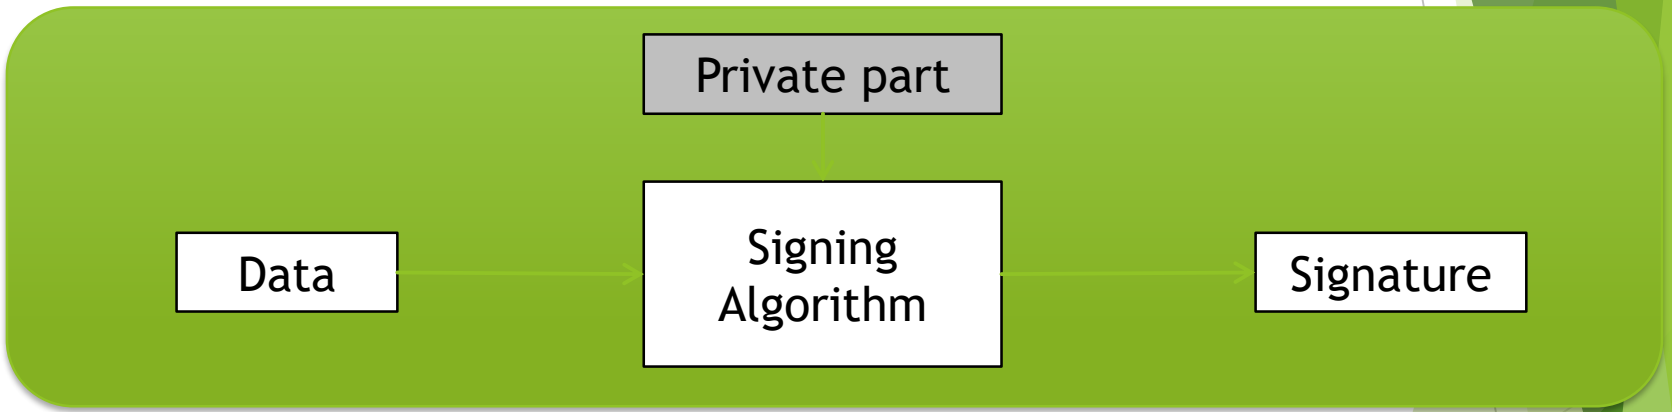 Private part
Data
Signing
Algorithm
Signature